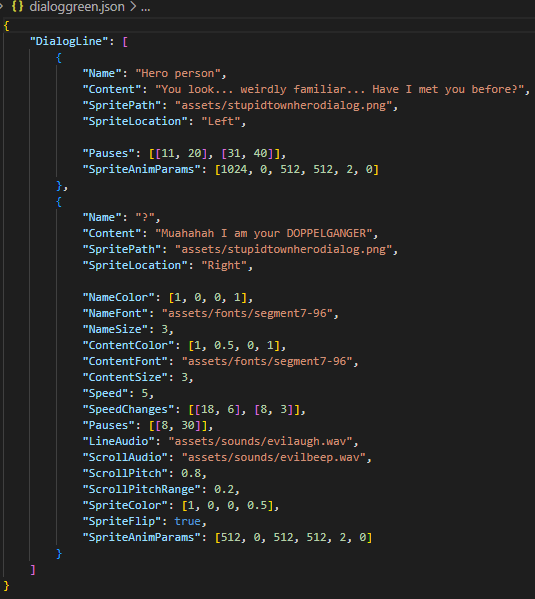 {} dialoggreen.json > ...
{
"DialogLine": [
{
"Name": "Hero person",
"Content": "You look... weirdly familiar... Have I met you before?",
"SpritePath": "assets/stupidtownherodialog.png",
"SpriteLocation": "Left",
"Pauses": [[11, 20], [31, 40]],
"SpriteAnimParams": [1024, 0, 512, 512, 2, 0]
},
{
"Name": "?",
"Content": "Muahahah I am your DOPPELGANGER",
"SpritePath": "assets/stupidtownherodialog.png",
"SpriteLocation": "Right",
"NameColor": [1, 0, 0, 1],
"NameFont": "assets/fonts/segment7-96",
"NameSize": 3,
"ContentColor": [1, 0.5, 0, 1],
"ContentFont": "assets/fonts/segment7-96",
"ContentSize": 3,
"Speed": 5,
"SpeedChanges": [[18, 6], [8, 3]],
"Pauses": [[8, 30]],
"LineAudio": "assets/sounds/evilaugh.wav",
"ScrollAudio": "assets/sounds/evilbeep.wav",
"ScrollPitch": 0.8,
"ScrollPitchRange": 0.2,
"SpriteColor": [1, 0, 0, 0.5],
"SpriteFlip": true,
"SpriteAnimParams": [512, 0, 512, 512, 2, 0]
}
]
}